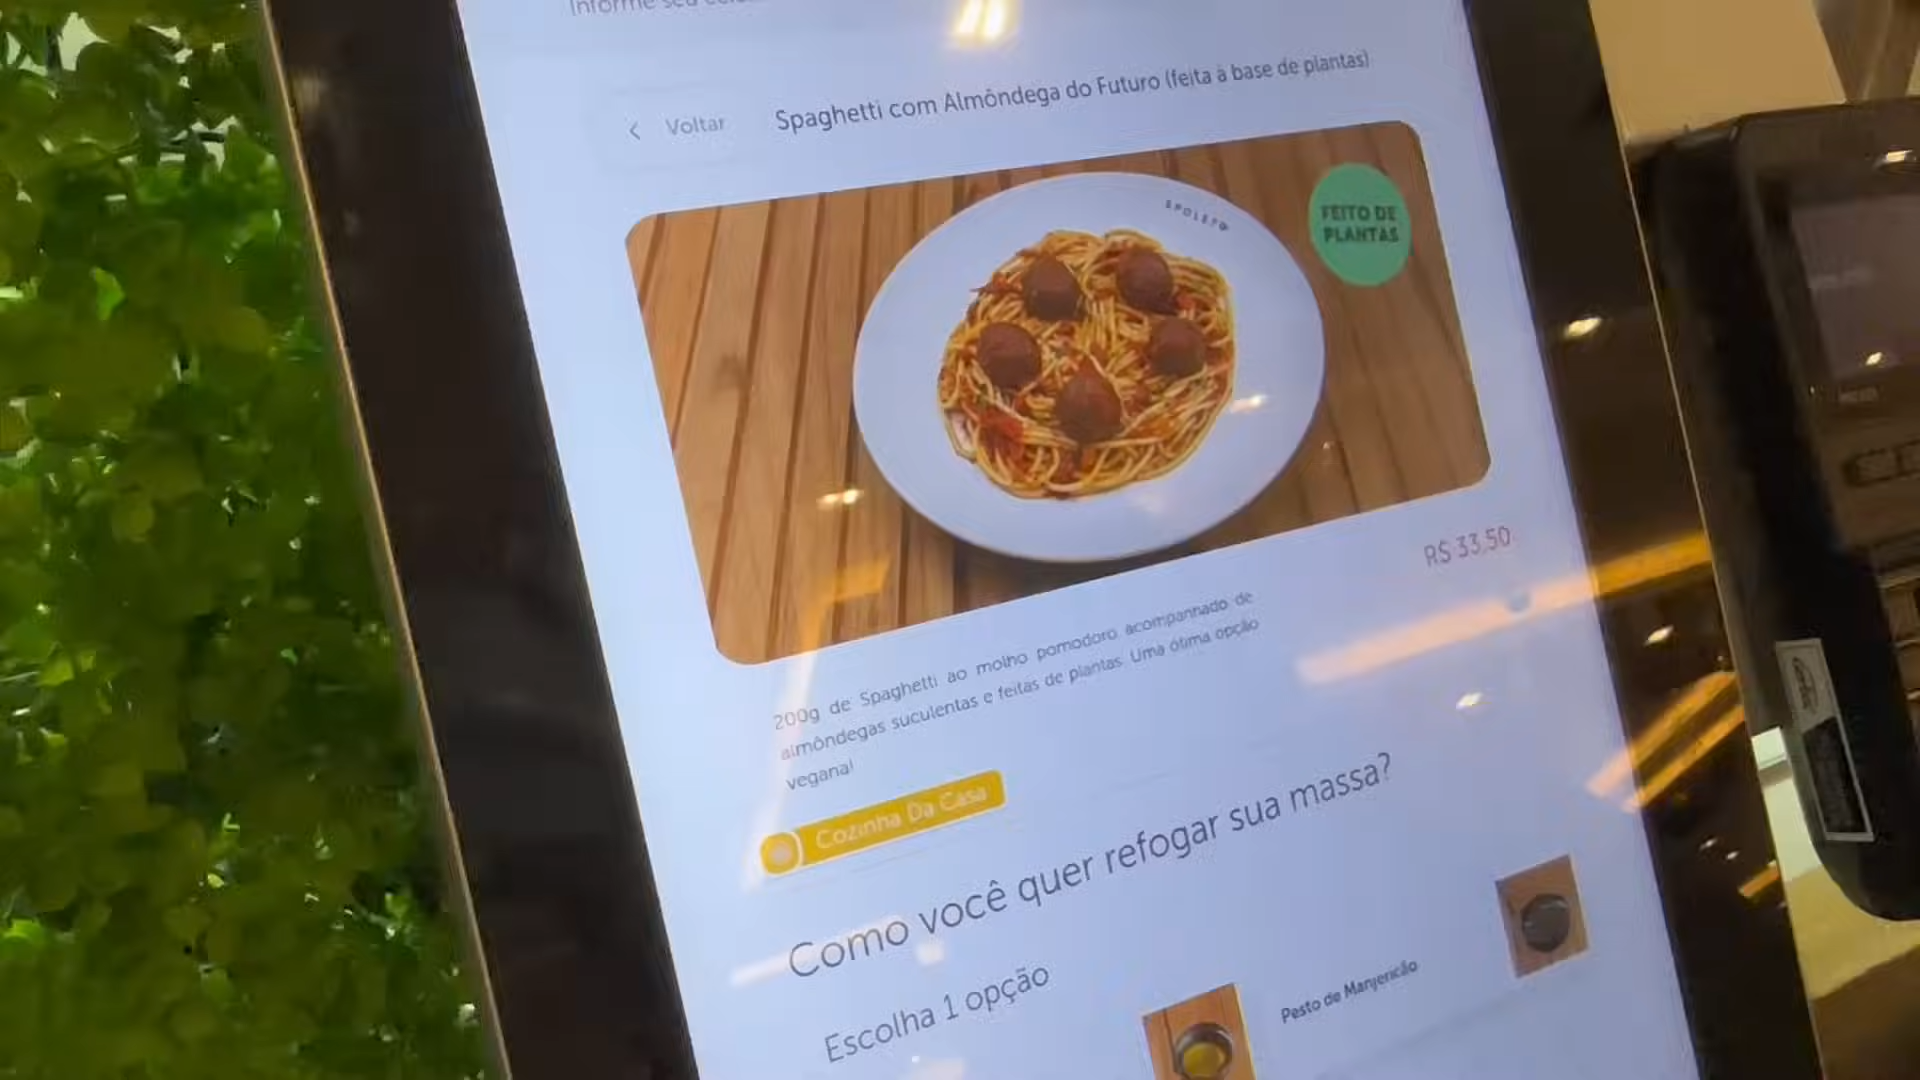 Informe seu
Voltar
Spaghetti com Almôndega do Futuro (feita à base de plantas)
SPOLETO
FEITO DE
PLANTAS
R$ 33,50
200g de Spaghetti ao molho pomodoro acompanhado de
almôndegas suculentas e feitas de plantas. Uma ótima opção
vegana!
Cozinha Da Casa
Como você quer refogar sua massa?
Escolha 1 opção
Pesto de Manjericão